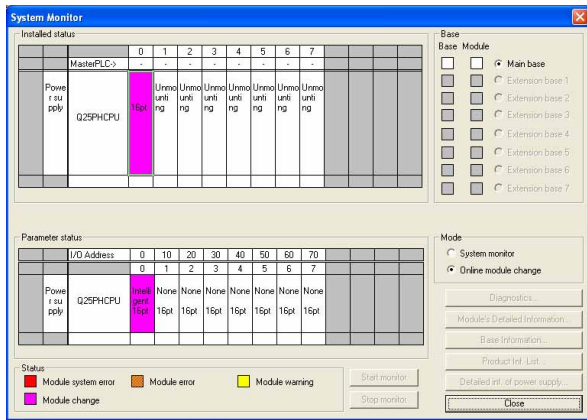 System Monitor
Installed status
0 1 2 3 4 5 6 7
MasterPLC-> - - - - - - - -
Powe
r su
pply
Q25PHCPU
16pt
Unmo
unti
ng
Unmo
unti
ng
Unmo
unti
ng
Unmo
unti
ng
Unmo
unti
ng
Unmo
unti
ng
Unmo
unti
ng
Base
Base Module
Main base
Extension base 1
Extension base 2
Extension base 3
Extension base 4
Extension base 5
Extension base 6
Extension base 7
Parameter status
I/O Address 0 10 20 30 40 50 60 70
0 1 2 3 4 5 6 7
Powe
r su
pply
Q25PHCPU
Intelli
gent
16pt
None
16pt
None
16pt
None
16pt
None
16pt
None
16pt
None
16pt
None
16pt
Mode
System monitor
Online module change
Diagnostics...
Module's Detailed Information...
Base Information...
Product Inf. List...
Detailed inf. of power supply...
Close
Status
Module system error
Module error
Module warning
Module change
Start monitor
Stop monitor